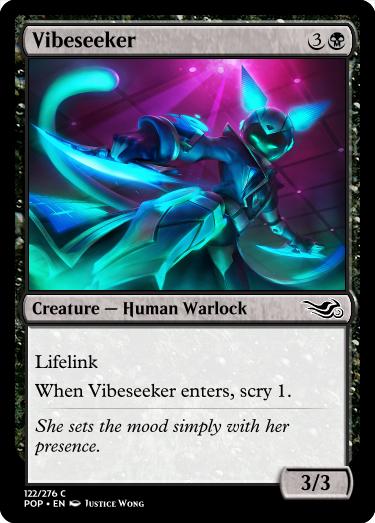 Vibeseeker 3
Creature — Human Warlock
Lifelink
When Vibeseeker enters, scry 1.
She sets the mood simply with her
presence.
3/3
122/276 C
POP • EN Justice Wong